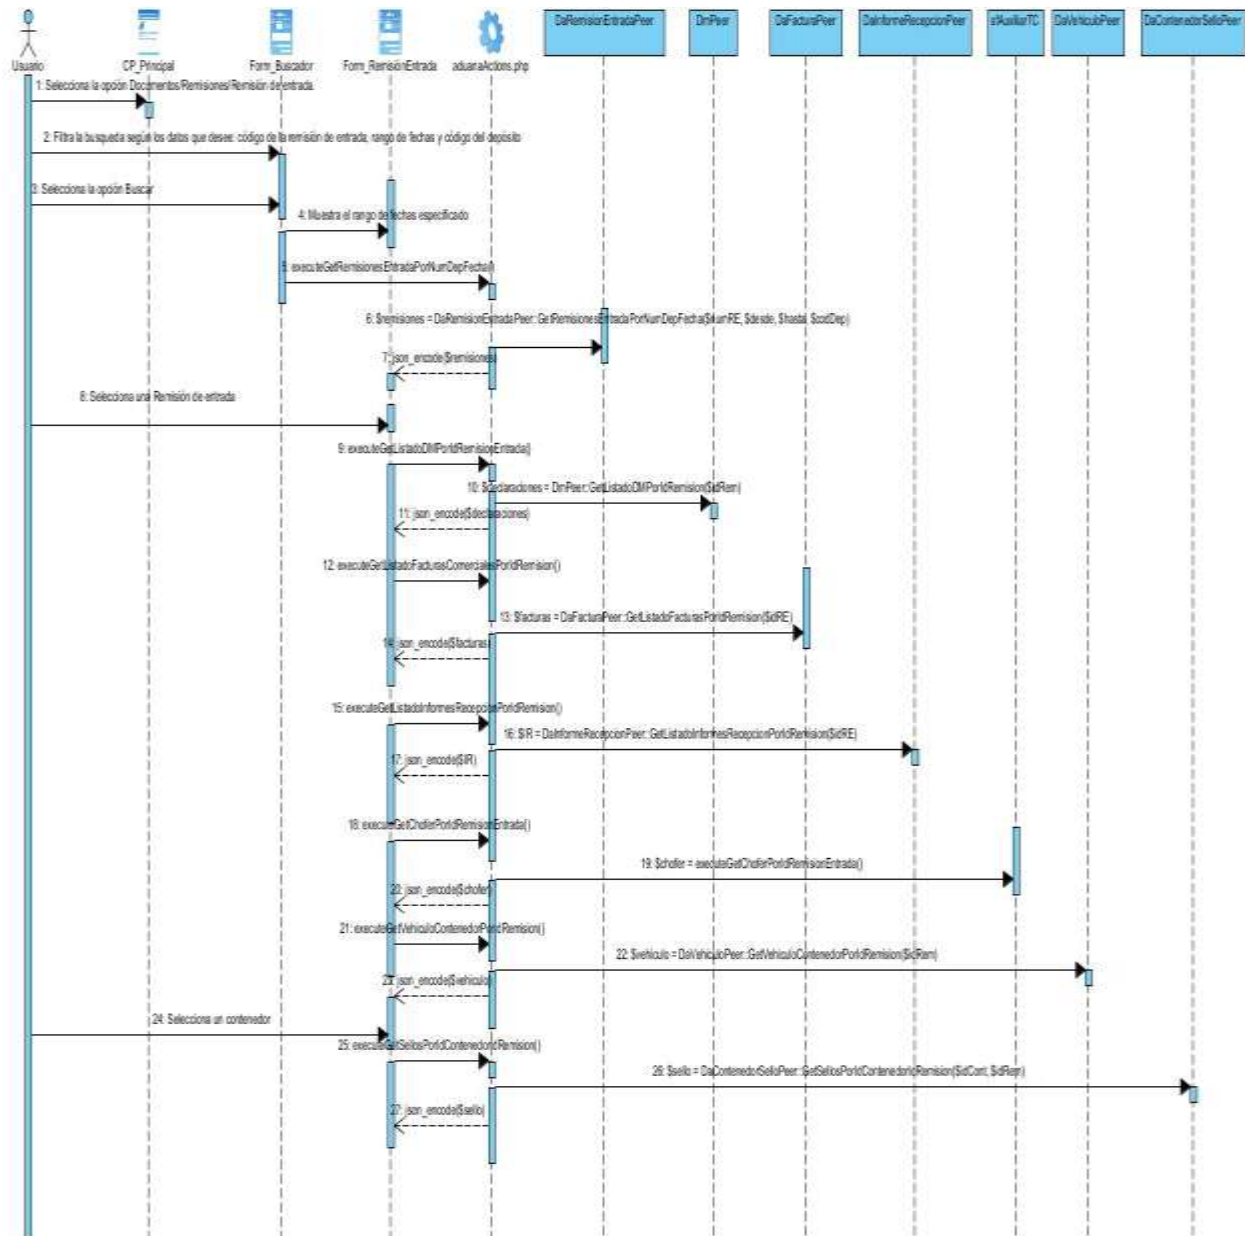 DaRemisionEntradaPeer
DmPeer
DaFacturaPeer
DaInformeRecepcionPeer
sfAuxiliarTC
DaVehiculoPeer
DaContenedorSelloPeer
Usuario
CP_Principal
Form_Buscador
Form_RemisiónEntrada
aduanaActions.php
1: Selecciona la opción Documentos/Remisiones/Remisión de entrada.
2: Filtra la busqueda según los datos que desee: código de la remisión de entrada, rango de fechas y código del depósito
3: Selecciona la opción Buscar
4: Muestra el rango de fechas especificado
5: executeGetRemisionesEntradaPorNumDepFecha()
6: $remisiones = DaRemisionEntradaPeer::GetRemisionesEntradaPorNumDepFecha($numRE, $desde, $hasta, $codDep)
7: json_encode($remisiones)
8: Selecciona una Remisión de entrada
9: executeGetListadoDMPorIdRemisionEntrada()
10: $declaraciones = DmPeer::GetListadoDMPorIdRemision($idRem)
11: json_encode($declaraciones)
12: executeGetListadoFacturasComercialesPorIdRemision()
13: $facturas = DaFacturaPeer::GetListadoFacturasPorIdRemision($idRE)
14: json_encode($facturas)
15: executeGetListadoInformesRecepcionPorIdRemision()
16: $IR = DaInformeRecepcionPeer::GetListadoInformesRecepcionPorIdRemision($idRE)
17: json_encode($IR)
18: executeGetChoferPorIdRemisionEntrada()
19: $chofer = executeGetChoferPorIdRemisionEntrada()
20: json_encode($chofer)
21: executeGetVehiculoContenedorPorIdRemision()
22: $vehiculo = DaVehiculoPeer::GetVehiculoContenedorPorIdRemision($idRem)
23: json_encode($vehiculo)
24: Selecciona un contenedor
25: executeGetSellosPorIdContenedorIdRemision()
26: $sello = DaContenedorSelloPeer::GetSellosPorIdContenedorIdRemision($idCont, $idRem)
27: json_encode($sello)